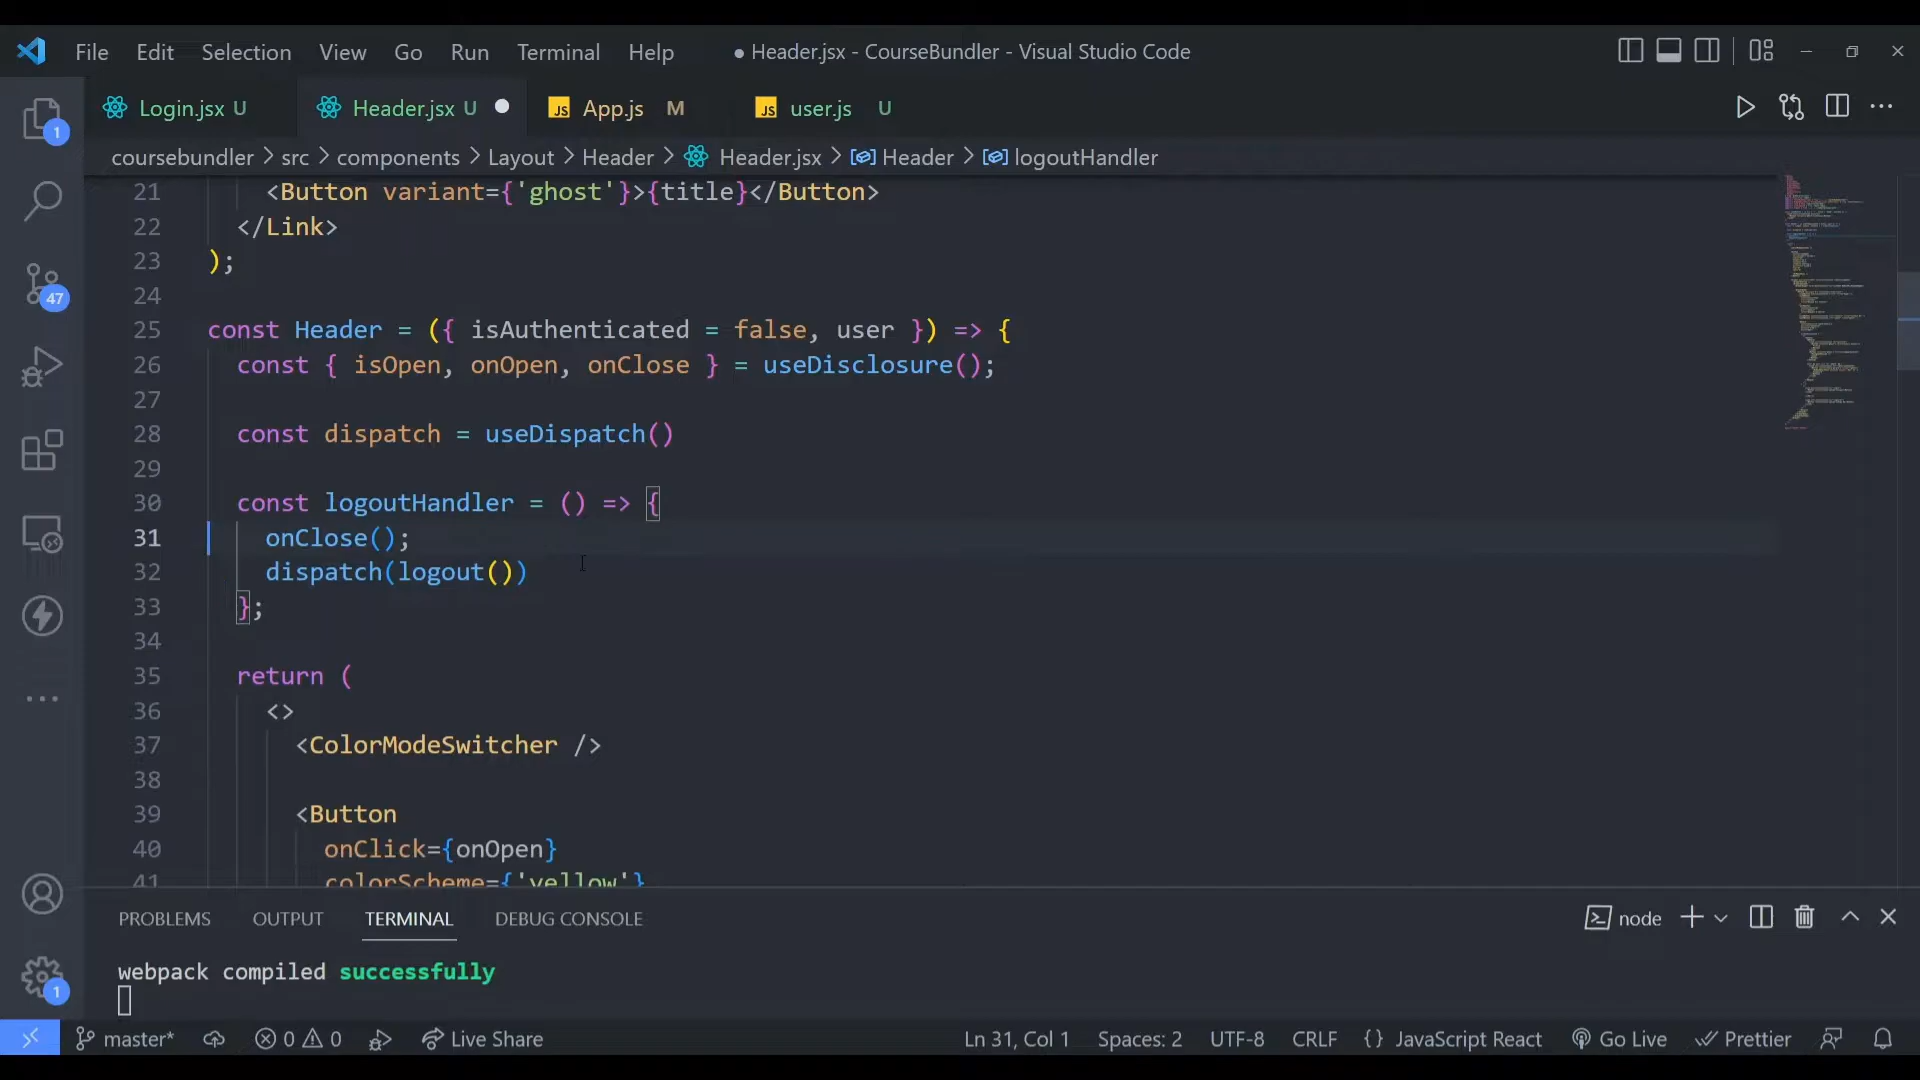 File Edit Selection View Go Run Terminal Help ● Header.jsx - CourseBundler - Visual Studio Code
Login.jsx U Header.jsx U JS App.js M JS user.js U
coursebundler > src > components > Layout > Header > Header.jsx > Header > logoutHandler
21 <Button variant={'ghost'}>{title}</Button>
22 </Link>
23 );
24
25 const Header = ({ isAuthenticated = false, user }) => {
26 const { isOpen, onOpen, onClose } = useDisclosure();
27
28 const dispatch = useDispatch()
29
30 const logoutHandler = () => {
31 onClose();
32 dispatch(logout())
33 };
34
35 return (
36 <>
37 <ColorModeSwitcher />
38
39 <Button
40 onClick={onOpen}
41 colorScheme={'yellow'}
1
47
1
PROBLEMS OUTPUT TERMINAL DEBUG CONSOLE node
webpack compiled successfully
master* 0 0 Live Share Ln 31, Col 1 Spaces: 2 UTF-8 CRLF {} JavaScript React Go Live Prettier